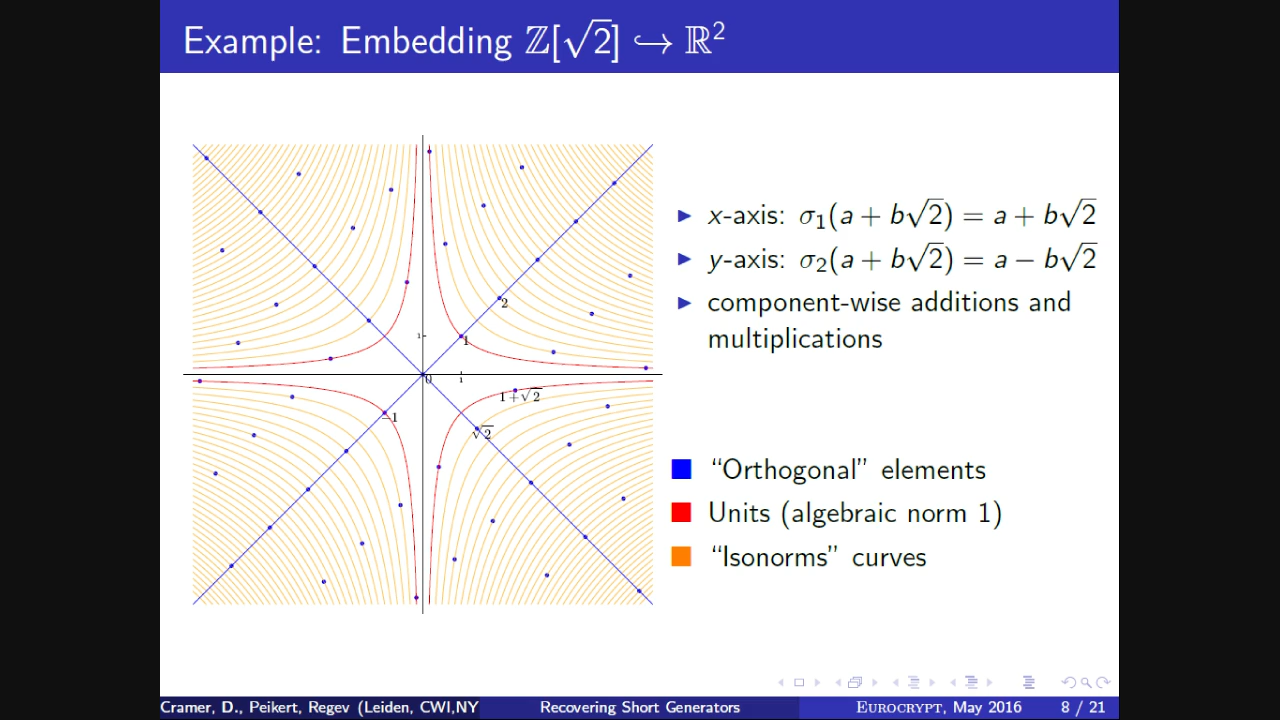 Example: Embedding ℤ[√2] ↪ ℝ²
▶ x-axis: σ₁(a + b√2) = a + b√2
▶ y-axis: σ₂(a + b√2) = a − b√2
▶ component-wise additions and
multiplications
2
1
1
0
1
1+√2
−1
√2
"Orthogonal" elements
Units (algebraic norm 1)
"Isonorms" curves
Cramer, D., Peikert, Regev (Leiden, CWI,NY
Recovering Short Generators
Eurocrypt, May 2016
8 / 21